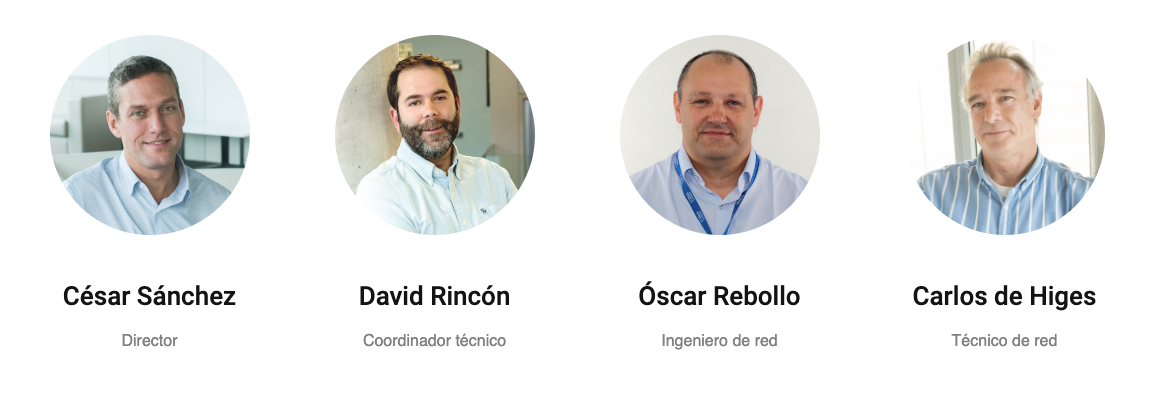 César Sánchez
David Rincón
Óscar Rebollo
Carlos de Higes
Director
Coordinador técnico
Ingeniero de red
Técnico de red